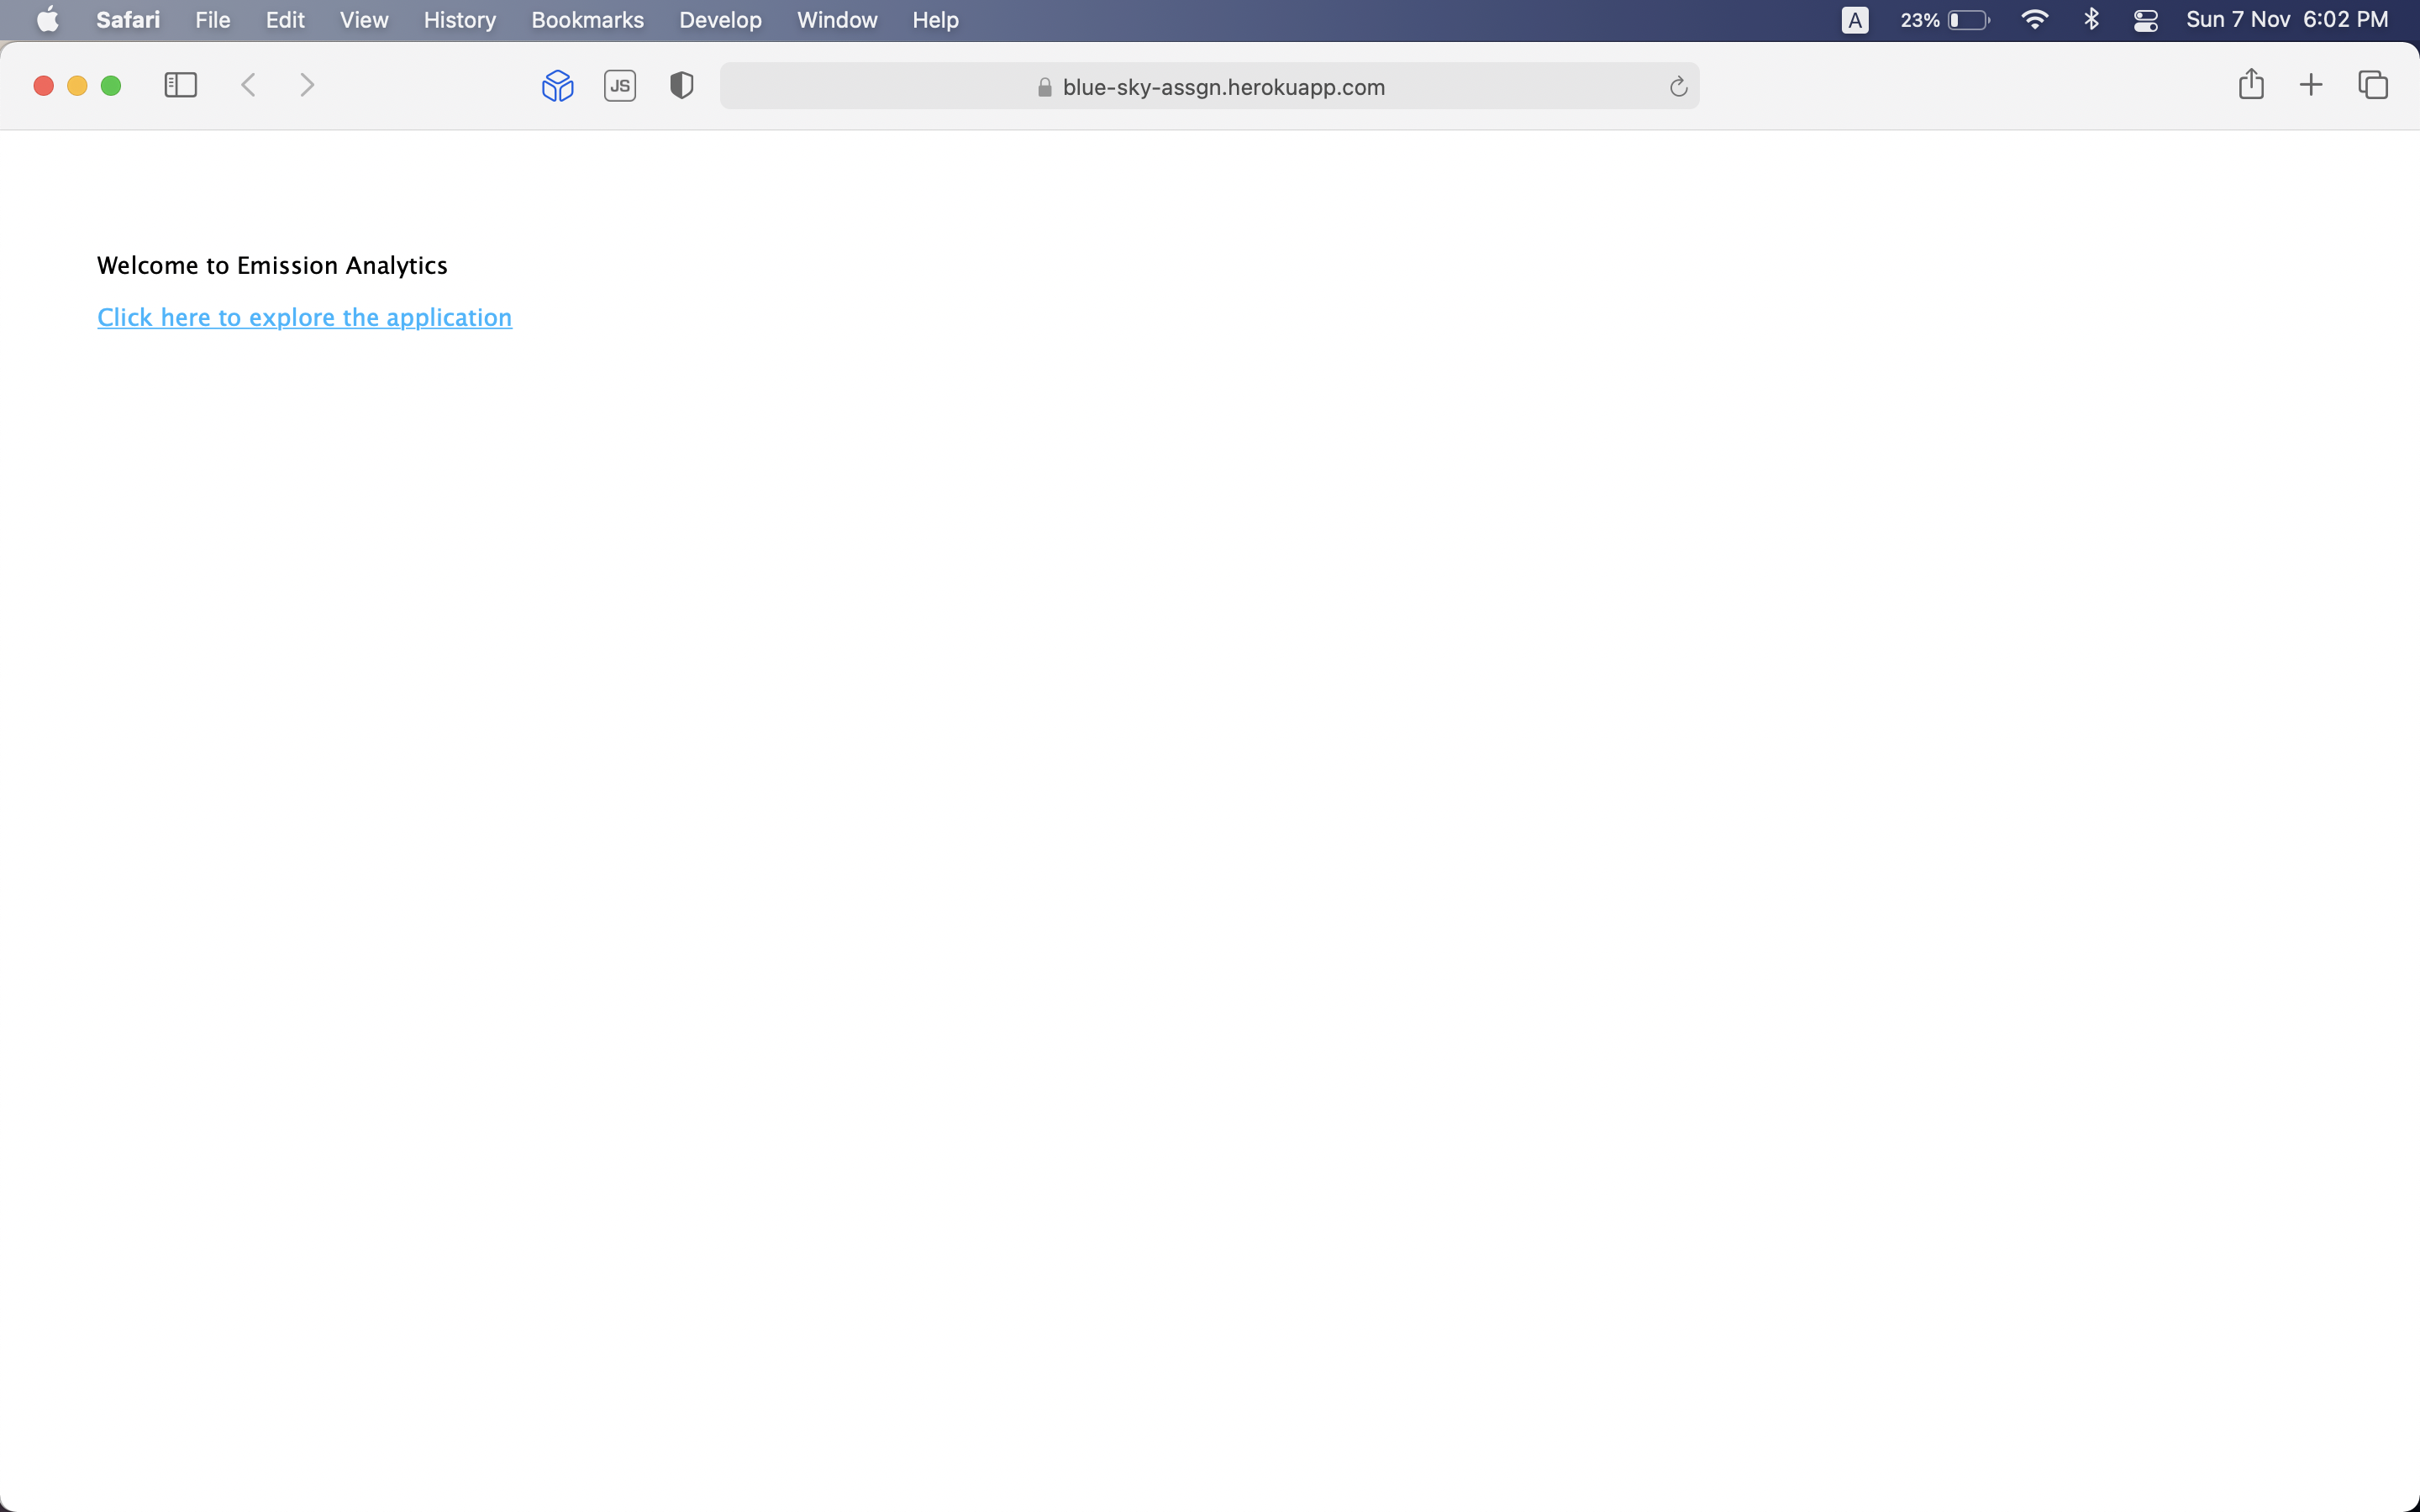 Safari File Edit View History Bookmarks Develop Window Help A 23% Sun 7 Nov 6:02 PM
JS blue-sky-assgn.herokuapp.com
Welcome to Emission Analytics
Click here to explore the application